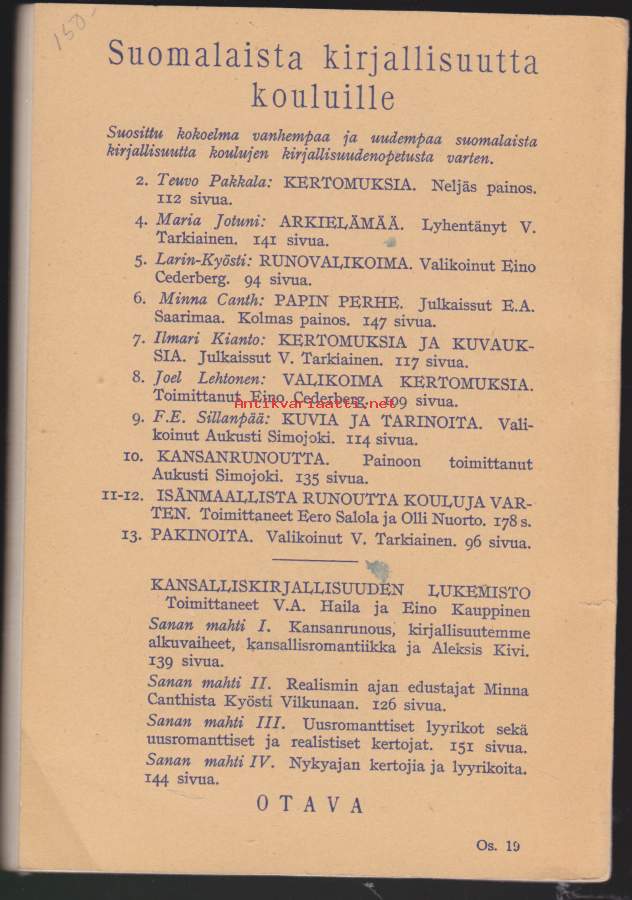 150.-
Suomalaista kirjallisuutta
kouluille
Suosittu kokoelma vanhempaa ja uudempaa suomalaista
kirjallisuutta koulujen kirjallisuudenopetusta varten.
2. Teuvo Pakkala: KERTOMUKSIA. Neljäs painos.
112 sivua.
4. Maria Jotuni: ARKIELÄMÄÄ. Lyhentänyt V.
Tarkiainen. 141 sivua.
5. Larin-Kyösti: RUNOVALIKOIMA. Valikoinut Eino
Cederberg. 94 sivua.
6. Minna Canth: PAPIN PERHE. Julkaissut E.A.
Saarimaa. Kolmas painos. 147 sivua.
7. Ilmari Kianto: KERTOMUKSIA JA KUVAUK-
SIA. Julkaissut V. Tarkiainen. 117 sivua.
8. Joel Lehtonen: VALIKOIMA KERTOMUKSIA.
Toimittanut Eino Cederberg. 109 sivua.
antikvariaatti.net
9. F.E. Sillanpää: KUVIA JA TARINOITA. Vali-
koinut Aukusti Simojoki. 114 sivua.
10. KANSANRUNOUTTA. Painoon toimittanut
Aukusti Simojoki. 135 sivua.
11-12. ISÄNMAALLISTA RUNOUTTA KOULUJA VAR-
TEN. Toimittaneet Eero Salola ja Olli Nuorto. 178 s.
13. PAKINOITA. Valikoinut V. Tarkiainen. 96 sivua.
KANSALLISKIRJALLISUUDEN LUKEMISTO
Toimittaneet V.A. Haila ja Eino Kauppinen
Sanan mahti I. Kansanrunous, kirjallisuutemme
alkuvaiheet, kansallisromantiikka ja Aleksis Kivi.
139 sivua.
Sanan mahti II. Realismin ajan edustajat Minna
Canthista Kyösti Vilkunaan. 126 sivua.
Sanan mahti III. Uusromanttiset lyyrikot sekä
uusromanttiset ja realistiset kertojat. 151 sivua.
Sanan mahti IV. Nykyajan kertojia ja lyyrikoita.
144 sivua.
OTAVA
Os. 19